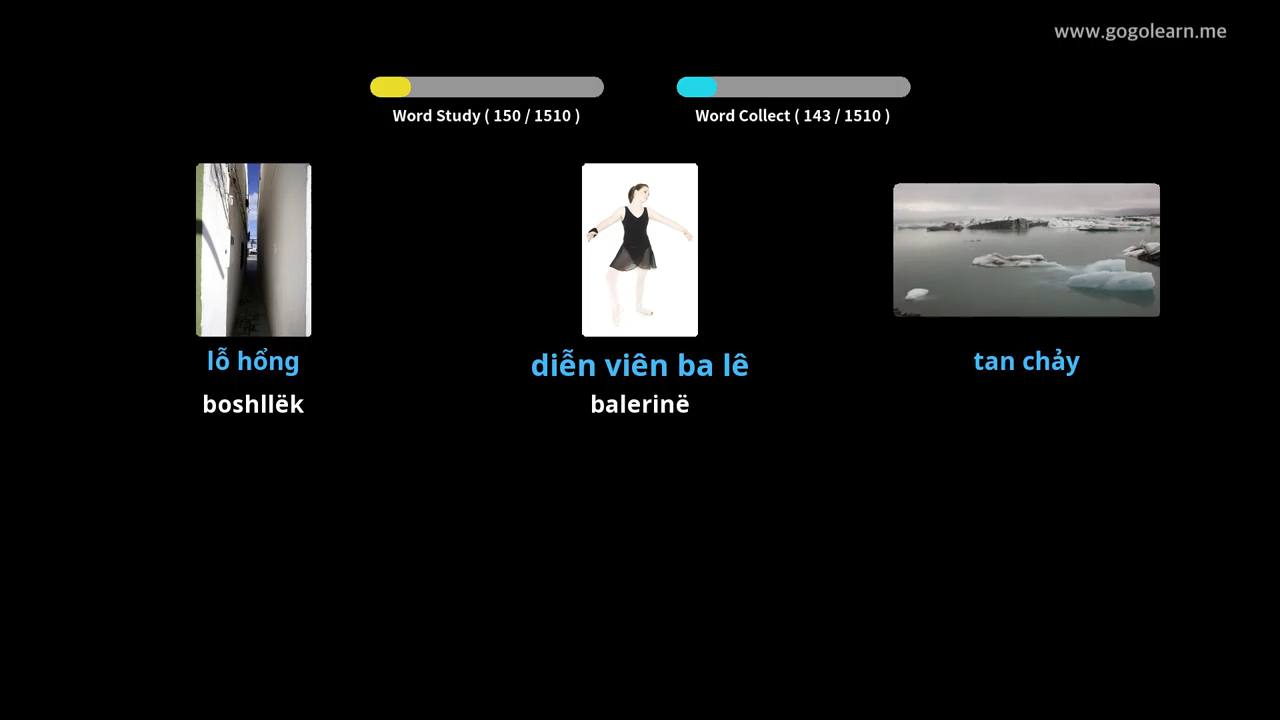 www.gogolearn.me
Word Study ( 150 / 1510 )
Word Collect ( 143 / 1510 )
lỗ hổng
diễn viên ba lê
tan chảy
boshllëk
balerinë